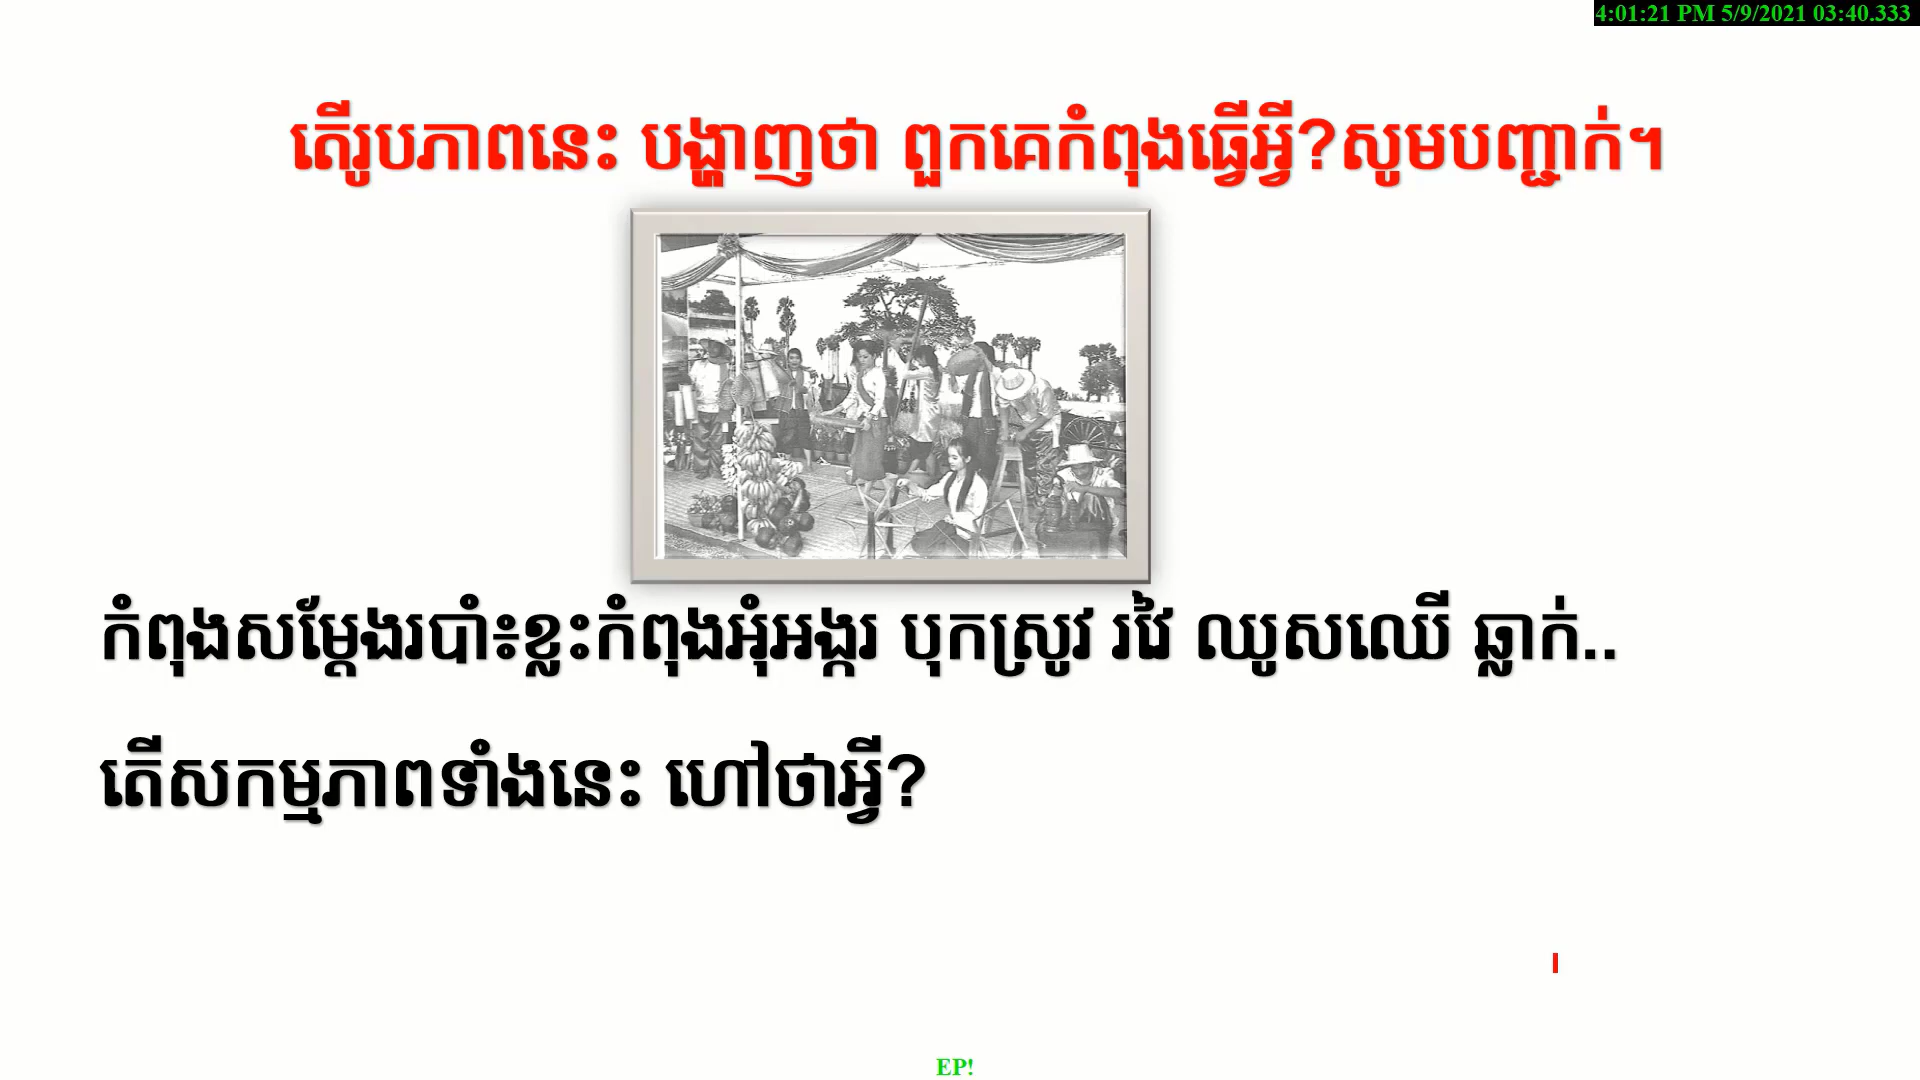 4:01:21 PM 5/9/2021 03:40.333
តើរូបភាពនេះ បង្ហាញថា ពួកគេកំពុងធ្វើអ្វី?សូមបញ្ជាក់។
កំពុងសម្ដែងរបាំ៖ខ្លះកំពុងអុំអង្ករ បុកស្រូវ រវៃ ឈូសឈើ ឆ្លាក់..
តើសកម្មភាពទាំងនេះ ហៅថាអ្វី?
EP!